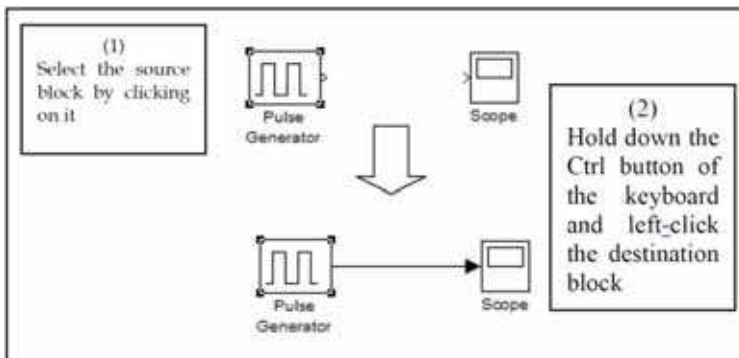 (1)
Select the source
block by clicking
on it
Pulse
Generator
Scope
(2)
Hold down the
Ctrl button of
the keyboard
and left-click
the destination
block
Pulse
Generator
Scope